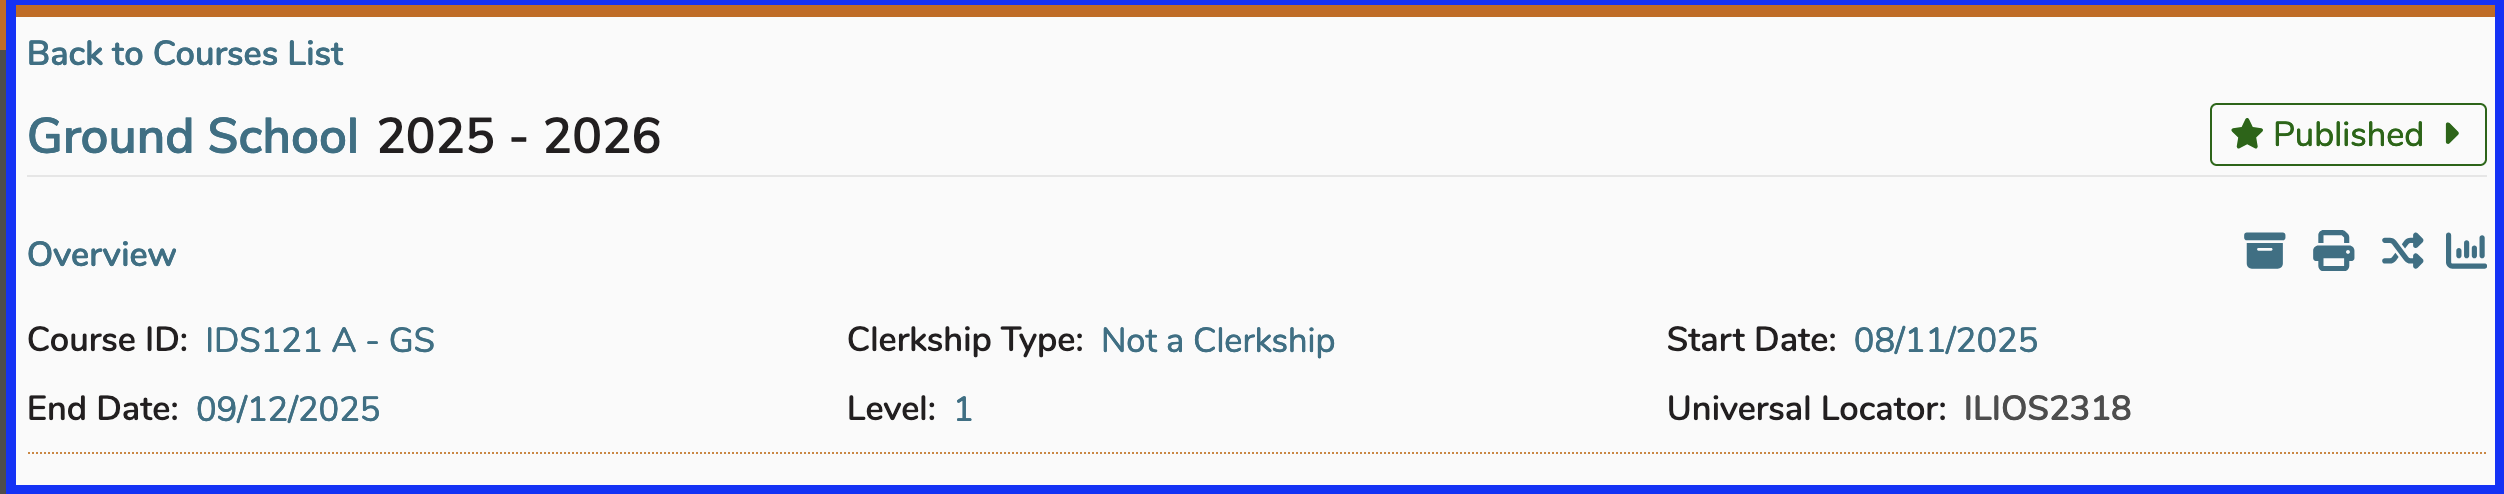 Back to Courses List
Ground School 2025 - 2026
Published
Overview
Course ID: IDS121 A - GS Clerkship Type: Not a Clerkship Start Date: 08/11/2025
End Date: 09/12/2025 Level: 1 Universal Locator: ILIOS2318